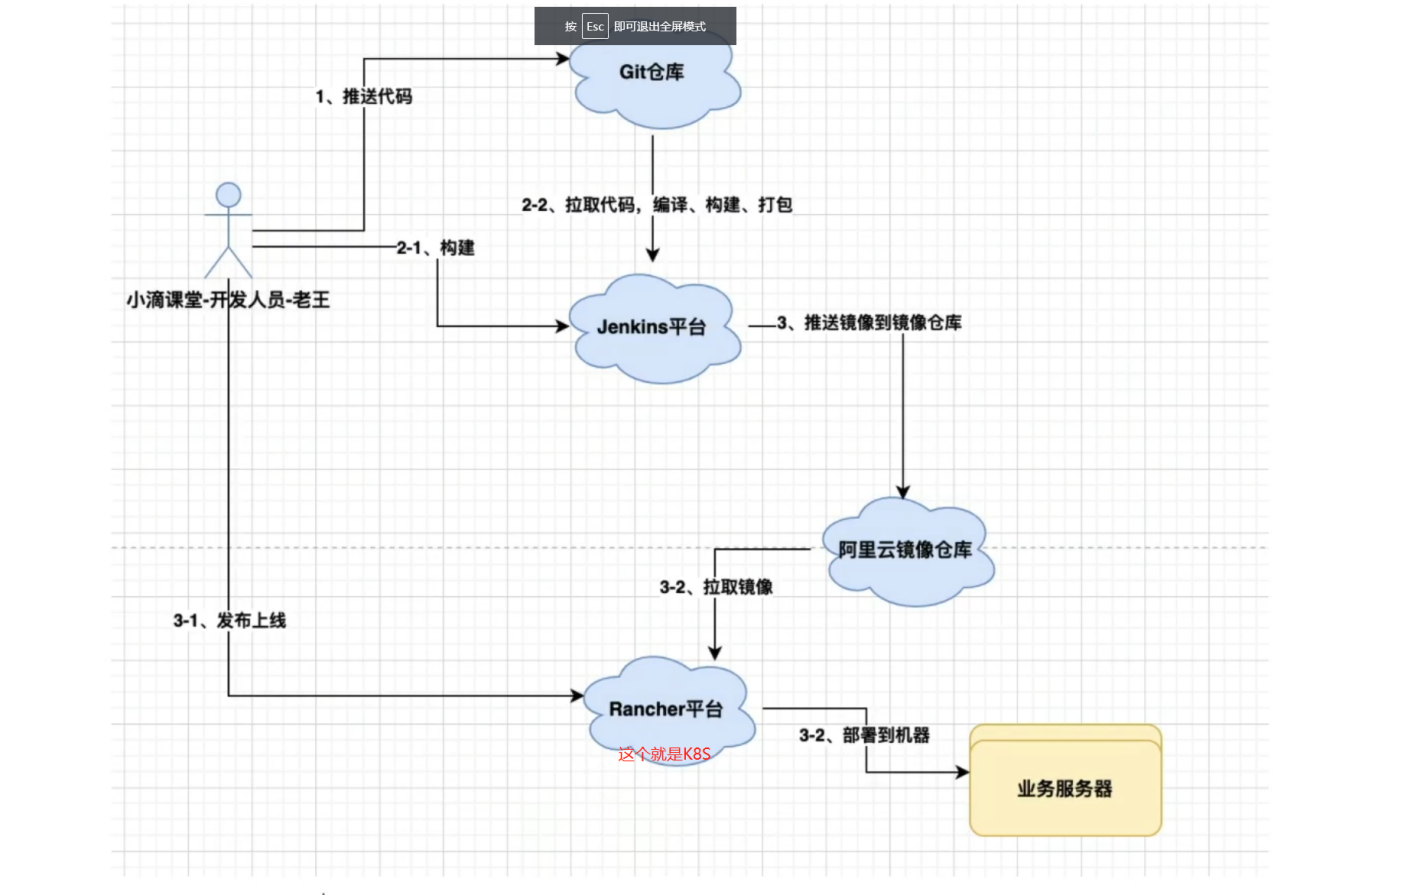 按 Esc 即可退出全屏模式
Git仓库
1、推送代码
2-2、拉取代码，编译、构建、打包
2-1、构建
小滴课堂-开发人员-老王
Jenkins平台
3、推送镜像到镜像仓库
阿里云镜像仓库
3-2、拉取镜像
3-1、发布上线
Rancher平台
这个就是K8S
3-2、部署到机器
业务服务器